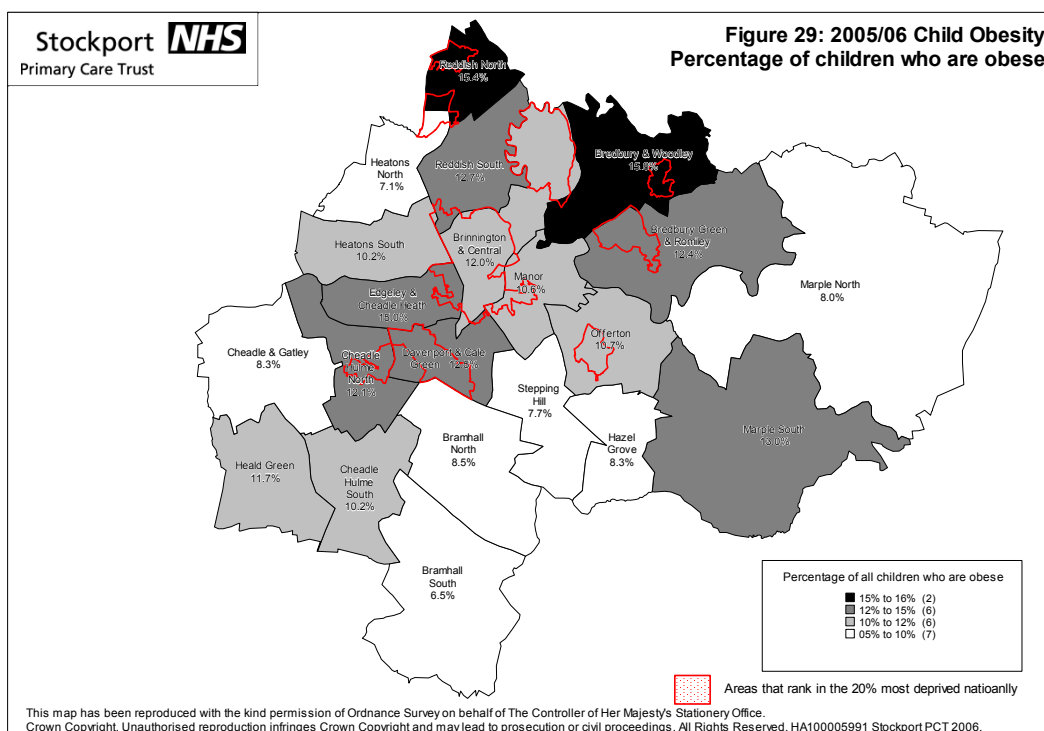 Stockport NHS
Primary Care Trust
Figure 29: 2005/06 Child Obesity
Percentage of children who are obese
Reddish North
15.4%
Heatons
North
7.1%
Reddish South
12.7%
Bredbury & Woodley
Heatons South
10.2%
Brinnington
& Central
12.0%
Bredbury Green
& Romiley
12.4%
Manor
10.6%
Marple North
8.0%
Edgeley &
Cheadle Heath
Offerton
10.7%
Cheadle & Gatley
8.3%
Cheadle
Hulme
North
12.1%
Davenport & Cale
Green
Stepping
Hill
7.7%
Hazel
Grove
8.3%
Marple South
13.0%
Bramhall
North
8.5%
Heald Green
11.7%
Cheadle
Hulme
South
10.2%
Bramhall
South
6.5%
Percentage of all children who are obese
15% to 16% (2)
12% to 15% (6)
10% to 12% (6)
05% to 10% (7)
Areas that rank in the 20% most deprived natioanlly
This map has been reproduced with the kind permission of Ordnance Survey on behalf of The Controller of Her Majesty's Stationery Office.
Crown Copyright. Unauthorised reproduction infringes Crown Copyright and may lead to prosecution or civil proceedings. All Rights Reserved. HA100005991 Stockport PCT 2006.